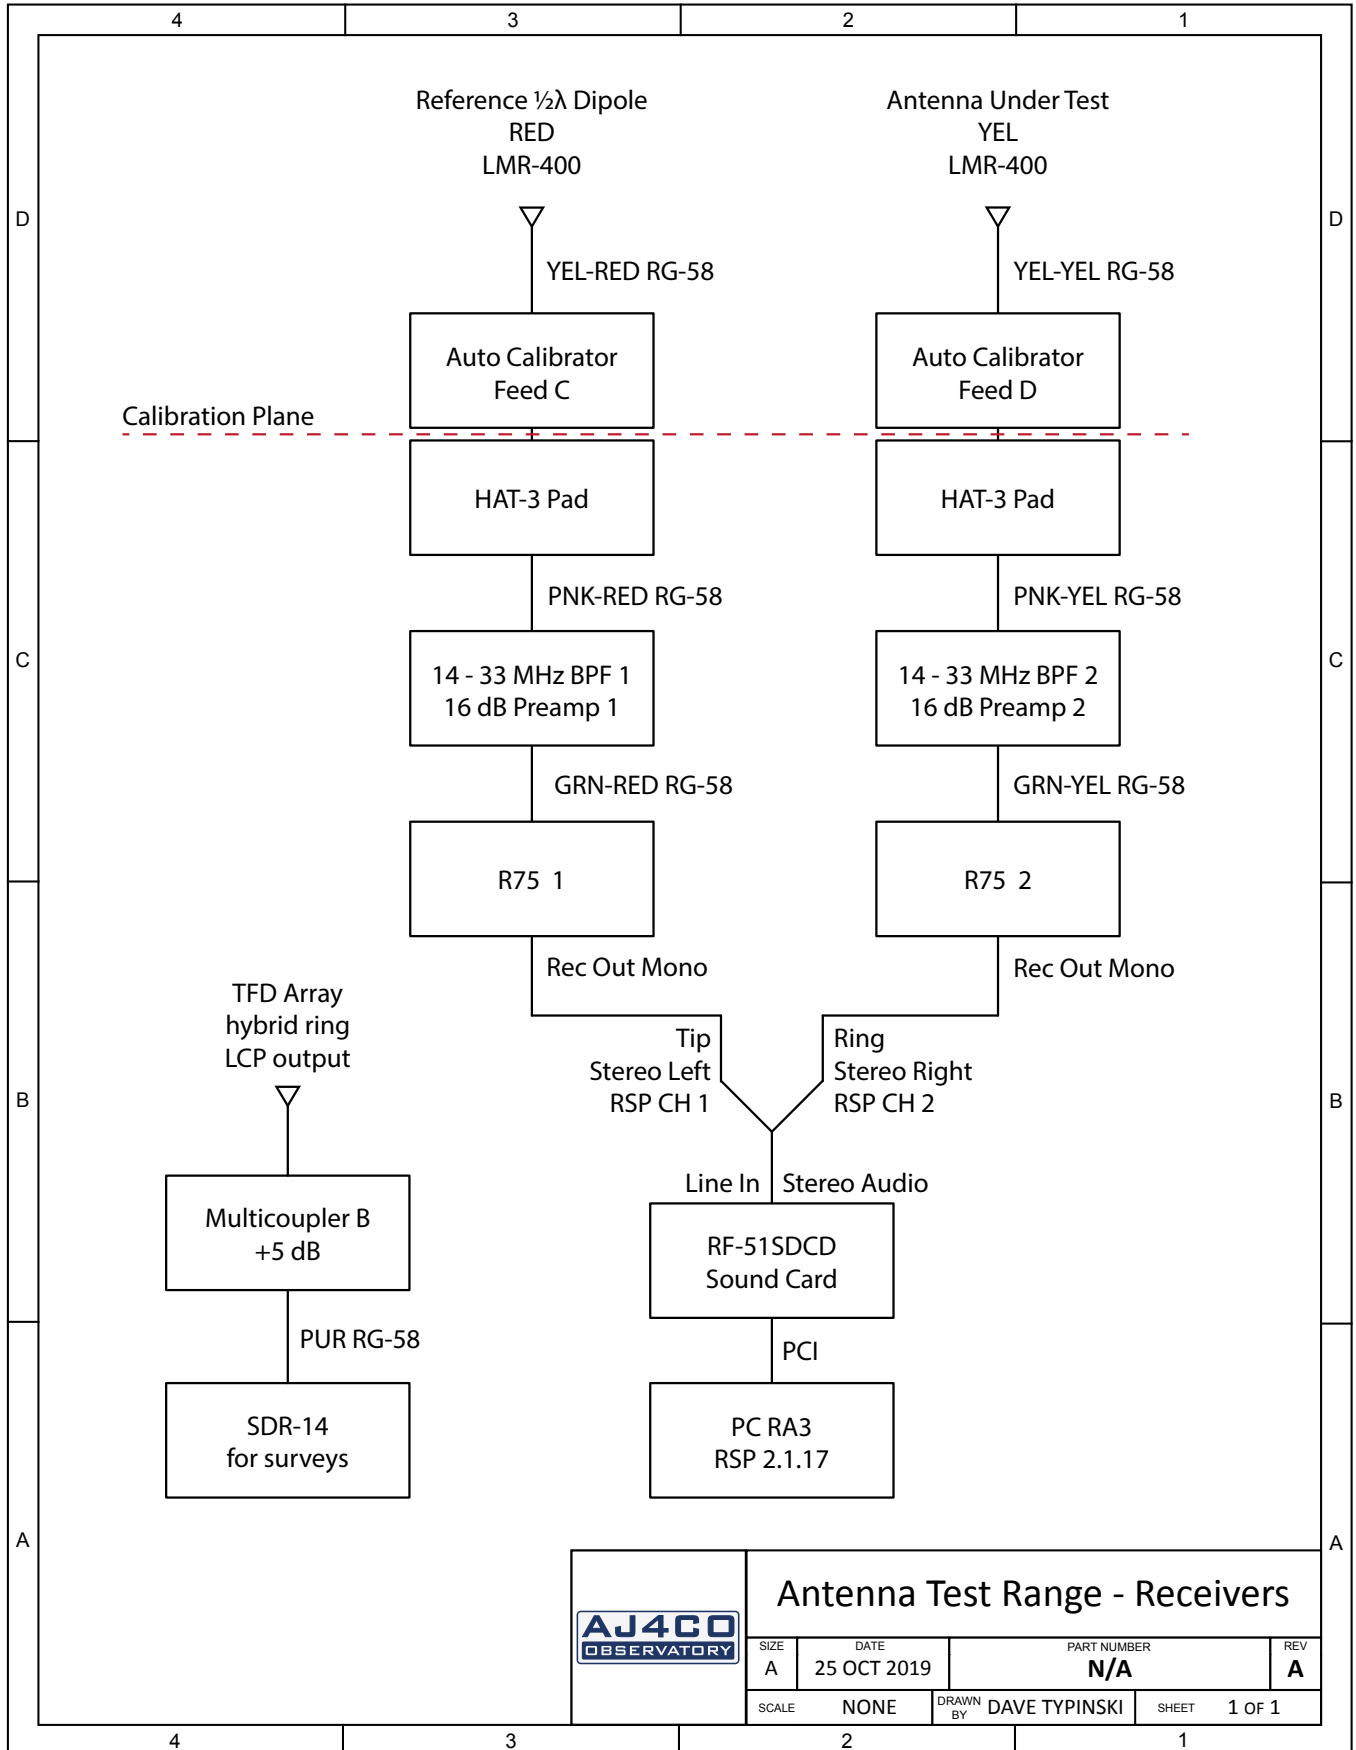 4 3 2 1
Reference ½λ Dipole
RED
LMR-400
Antenna Under Test
YEL
LMR-400
D D
YEL-RED RG-58
YEL-YEL RG-58
Auto Calibrator
Feed C
Auto Calibrator
Feed D
Calibration Plane
HAT-3 Pad
HAT-3 Pad
PNK-RED RG-58
PNK-YEL RG-58
C C
14 - 33 MHz BPF 1
16 dB Preamp 1
14 - 33 MHz BPF 2
16 dB Preamp 2
GRN-RED RG-58
GRN-YEL RG-58
R75 1
R75 2
Rec Out Mono
Rec Out Mono
TFD Array
hybrid ring
LCP output
Tip
Stereo Left
RSP CH 1
Ring
Stereo Right
RSP CH 2
B B
Line In
Stereo Audio
Multicoupler B
+5 dB
RF-51SDCD
Sound Card
PUR RG-58
PCI
SDR-14
for surveys
PC RA3
RSP 2.1.17
A A
AJ4CO
OBSERVATORY
Antenna Test Range - Receivers
SIZE
A
DATE
25 OCT 2019
PART NUMBER
N/A
REV
A
SCALE NONE
DRAWN BY DAVE TYPINSKI
SHEET 1 OF 1
4 3 2 1